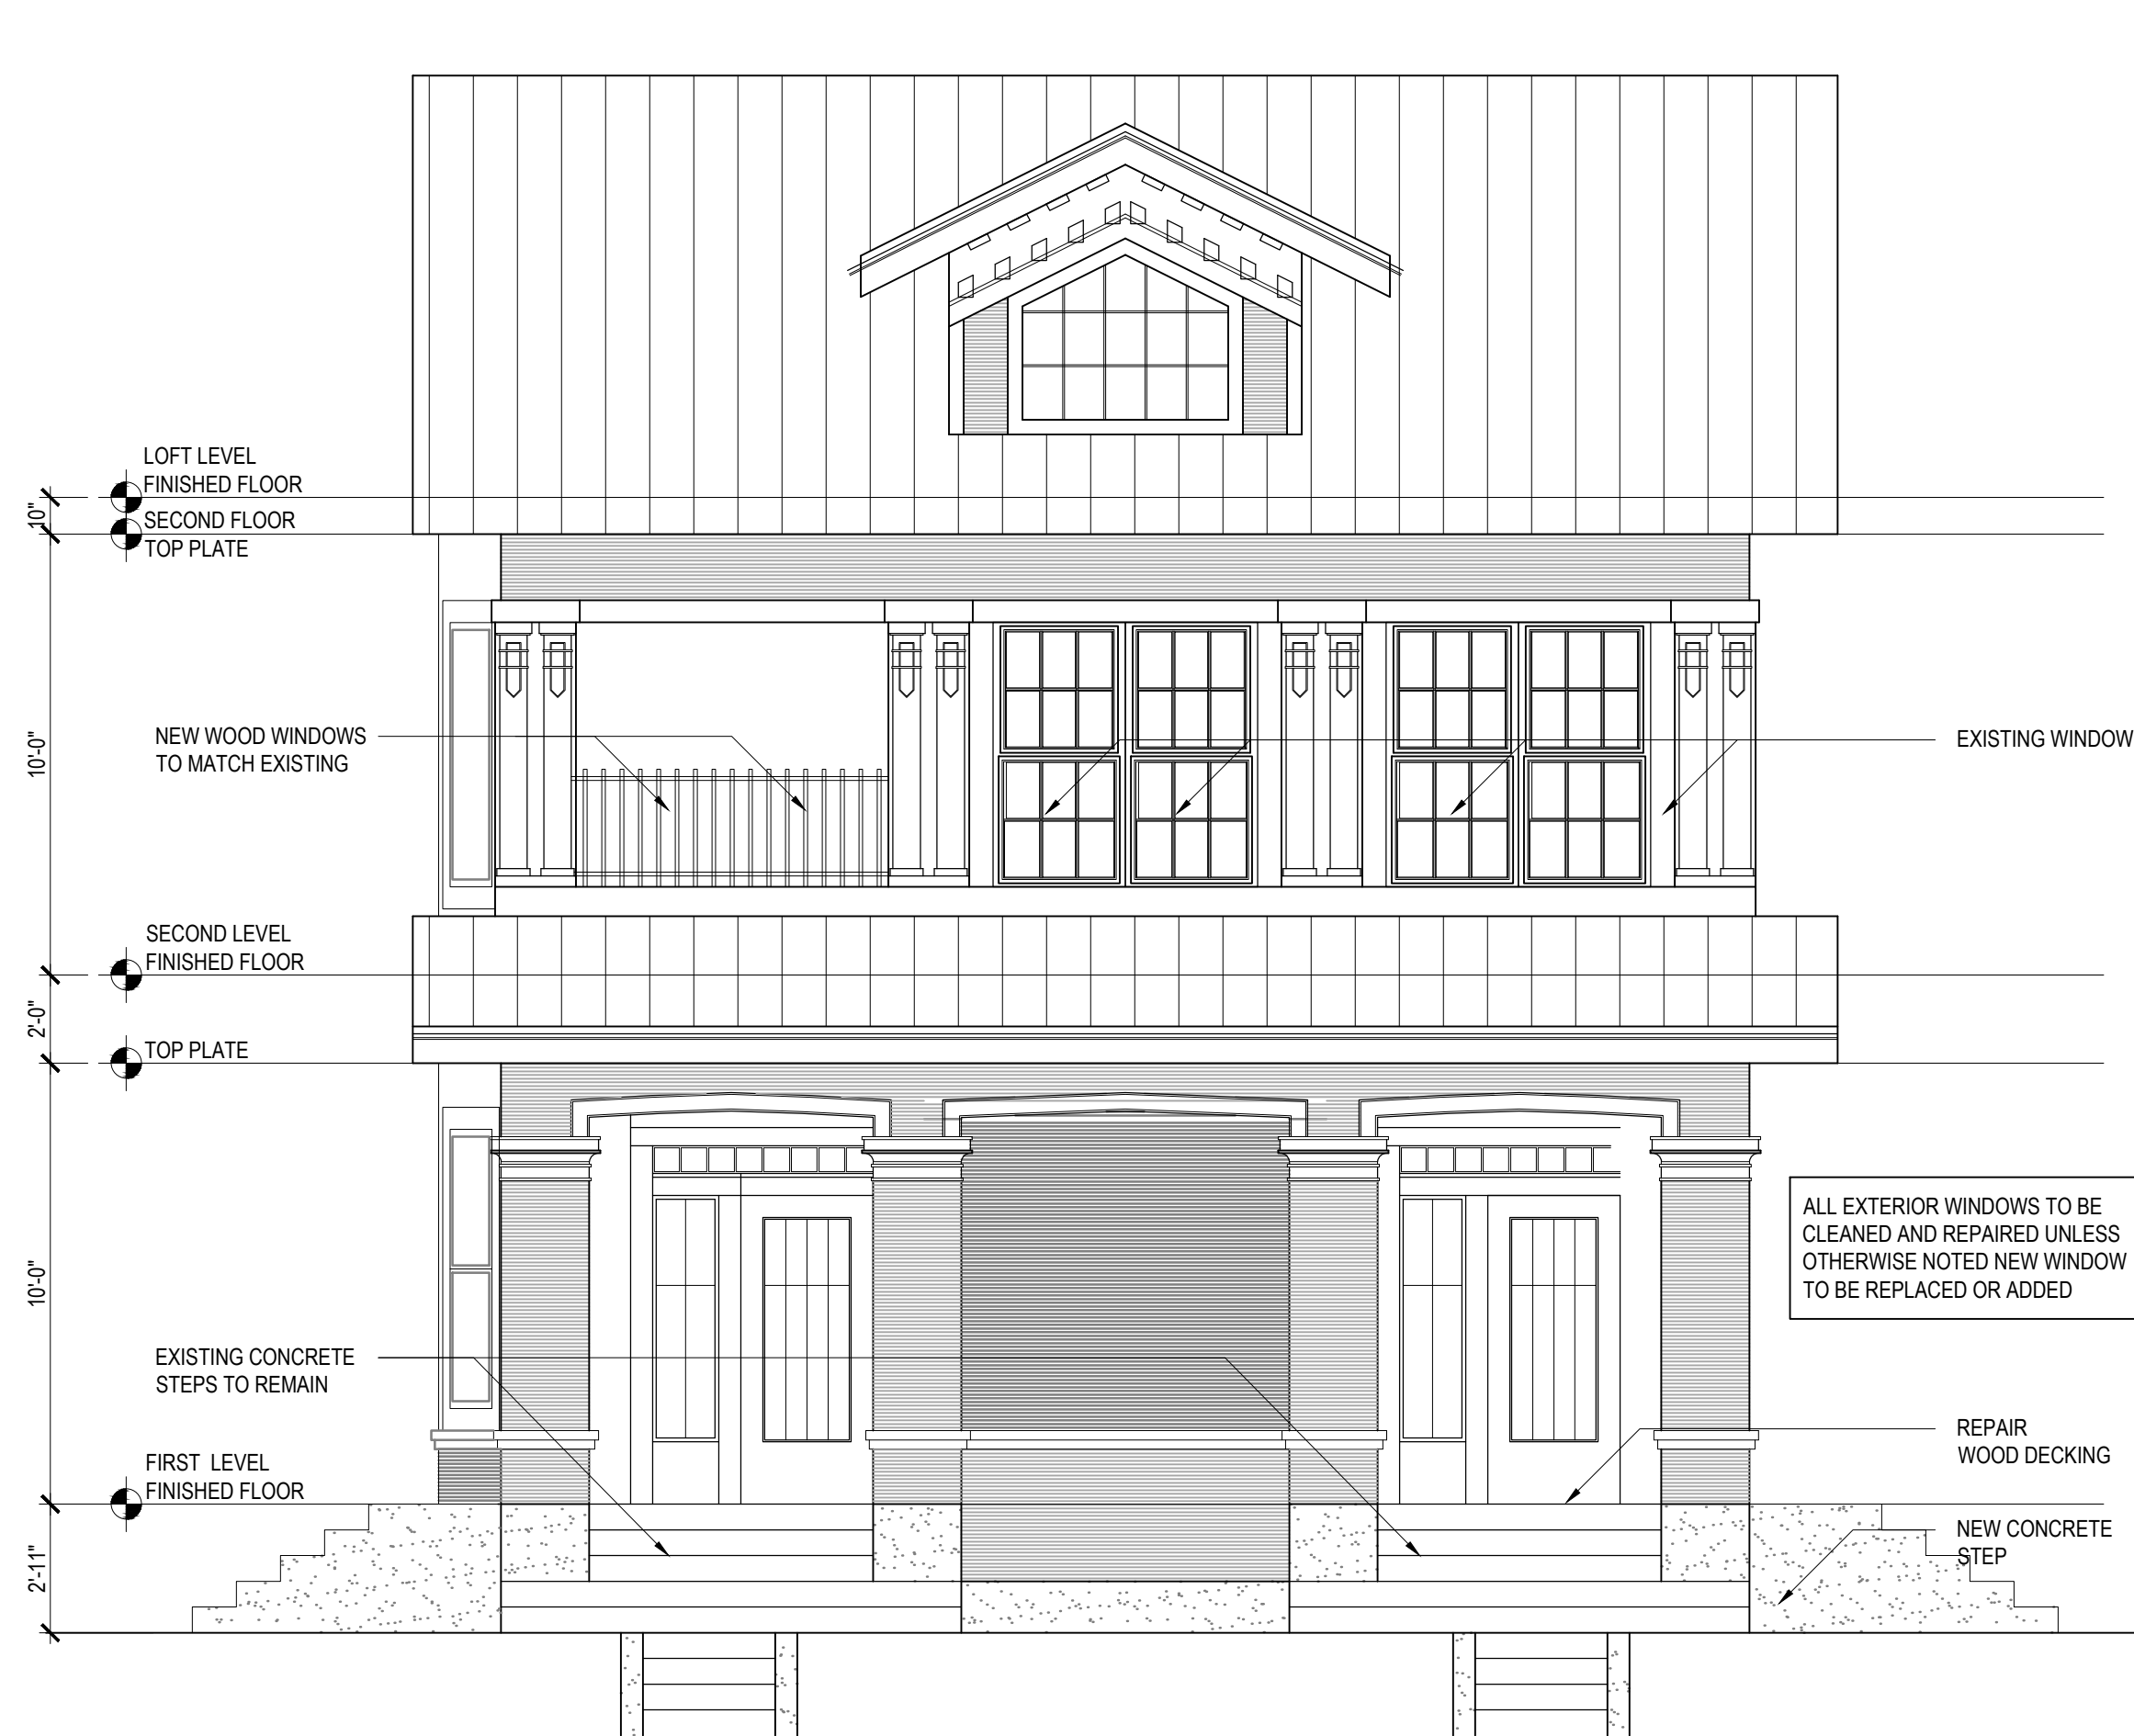 LOFT LEVEL
FINISHED FLOOR
10"
SECOND FLOOR
TOP PLATE
10'-0"
NEW WOOD WINDOWS
TO MATCH EXISTING
EXISTING WINDOW
SECOND LEVEL
FINISHED FLOOR
2'-0"
TOP PLATE
ALL EXTERIOR WINDOWS TO BE
CLEANED AND REPAIRED UNLESS
OTHERWISE NOTED NEW WINDOW
TO BE REPLACED OR ADDED
10'-0"
EXISTING CONCRETE
STEPS TO REMAIN
REPAIR
WOOD DECKING
FIRST LEVEL
FINISHED FLOOR
NEW CONCRETE
STEP
2'-11"